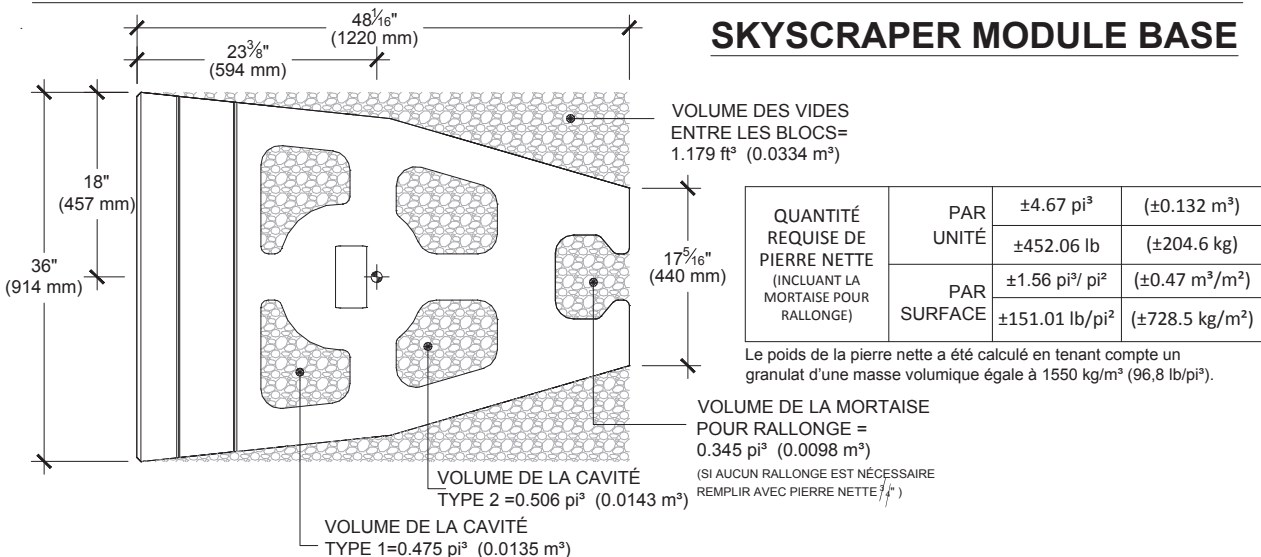 SKYSCRAPER MODULE BASE
48 1/16"
(1220 mm)
23 3/8"
(594 mm)
18"
(457 mm)
36"
(914 mm)
17 5/16"
(440 mm)
VOLUME DES VIDES
ENTRE LES BLOCS=
1.179 ft³ (0.0334 m³)
QUANTITÉ
REQUISE DE
PIERRE NETTE
(INCLUANT LA
MORTAISE POUR
RALLONGE)
PAR
UNITÉ
±4.67 pi³ (±0.132 m³)
±452.06 lb (±204.6 kg)
PAR
SURFACE
±1.56 pi³/ pi² (±0.47 m³/m²)
±151.01 lb/pi² (±728.5 kg/m²)
Le poids de la pierre nette a été calculé en tenant compte un
granulat d'une masse volumique égale à 1550 kg/m³ (96,8 lb/pi³).
VOLUME DE LA MORTAISE
POUR RALLONGE =
0.345 pi³ (0.0098 m³)
(SI AUCUN RALLONGE EST NÉCESSAIRE
REMPLIR AVEC PIERRE NETTE 3/4" )
VOLUME DE LA CAVITÉ
TYPE 2 =0.506 pi³ (0.0143 m³)
VOLUME DE LA CAVITÉ
TYPE 1=0.475 pi³ (0.0135 m³)